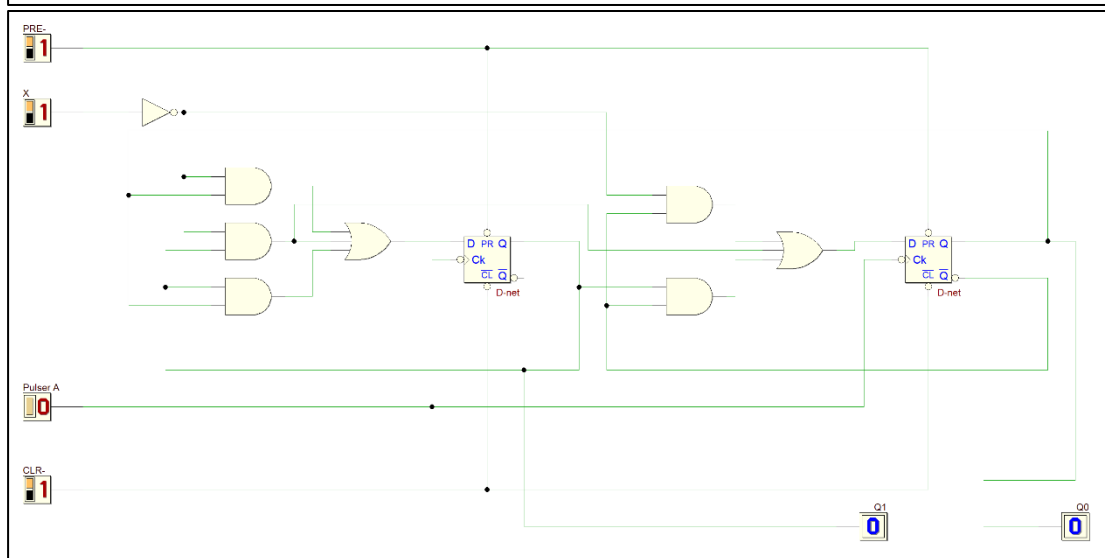 PRE-
1
X
1
D PR Q
Ck
CL Q
D-net
D PR Q
Ck
CL Q
D-net
Pulser A
0
CLR-
1
Q1
0
Q0
0